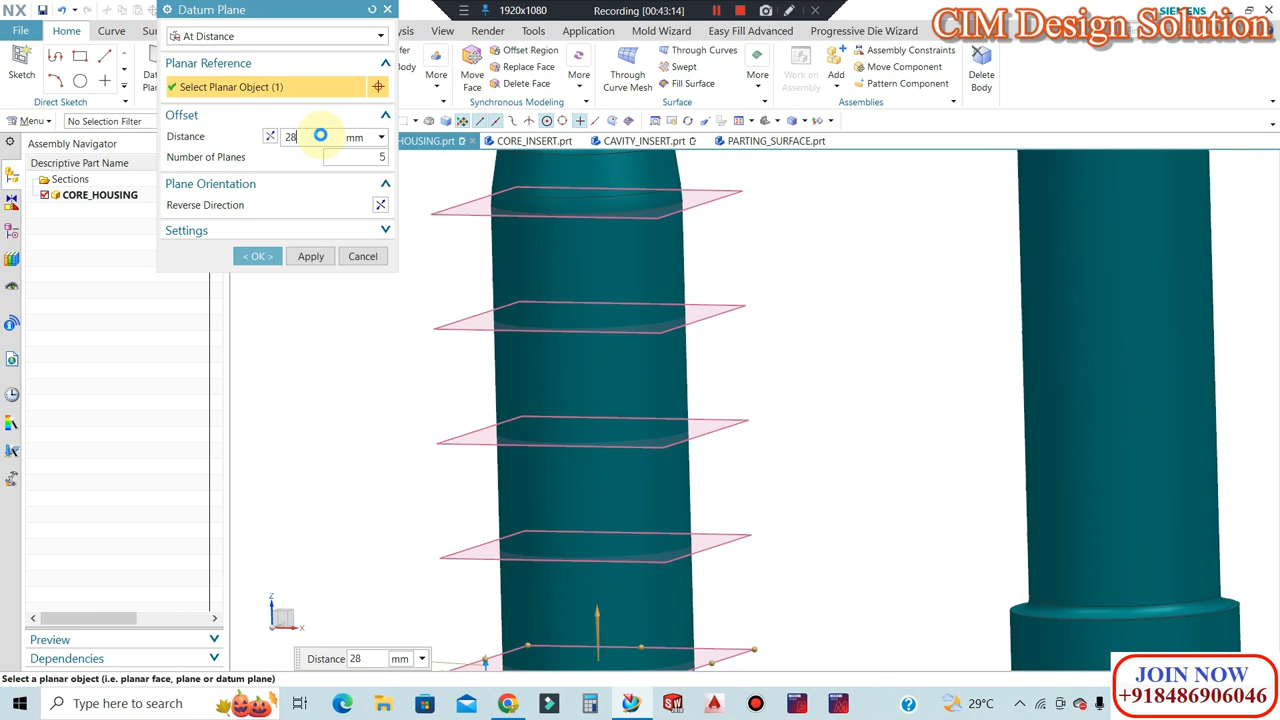 NX
Datum Plane
1920x1080
Recording [00:43:14]
SIEMENS
CIM Design Solution
File
Home
Curve
View
Render
Tools
Application
Mold Wizard
Easy Fill Advanced
Progressive Die Wizard
At Distance
Planar Reference
Select Planar Object (1)
Offset
Distance
28
mm
Number of Planes
5
Plane Orientation
Reverse Direction
Settings
< OK >
Apply
Cancel
Sketch
Direct Sketch
Body
More
Move
Face
Offset Region
Replace Face
Delete Face
More
Synchronous Modeling
Through
Curve Mesh
Through Curves
Swept
Fill Surface
More
Surface
Work on
Assembly
Add
Assembly Constraints
Move Component
Pattern Component
Assemblies
Delete
Body
Menu
No Selection Filter
HOUSING.prt
CORE_INSERT.prt
CAVITY_INSERT.prt
PARTING_SURFACE.prt
Assembly Navigator
Descriptive Part Name
Sections
CORE_HOUSING
Z
X
Preview
Dependencies
Distance 28 mm
Select a planar object (i.e. planar face, plane or datum plane)
JOIN NOW
+918486906046
Type here to search
29°C